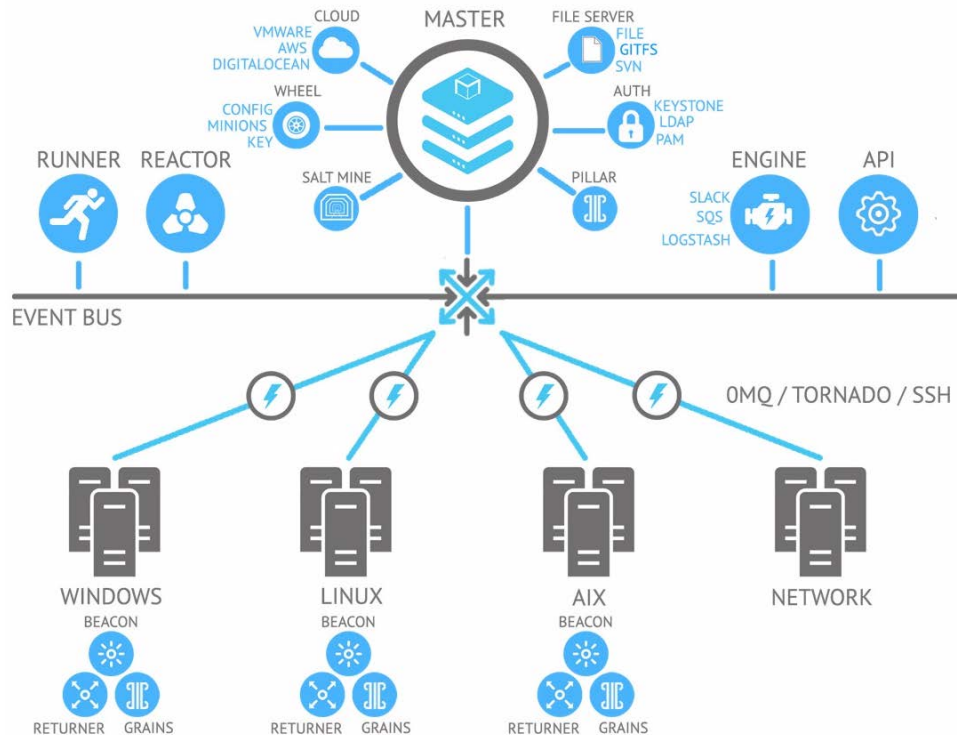 CLOUD
VMWARE
AWS
DIGITALOCEAN
MASTER
FILE SERVER
FILE
GITFS
SVN
WHEEL
CONFIG
MINIONS
KEY
AUTH
KEYSTONE
LDAP
PAM
RUNNER
REACTOR
SALT MINE
PILLAR
ENGINE
SLACK
SQS
LOGSTASH
API
EVENT BUS
0MQ / TORNADO / SSH
WINDOWS
LINUX
AIX
NETWORK
BEACON
RETURNER
GRAINS
BEACON
RETURNER
GRAINS
BEACON
RETURNER
GRAINS